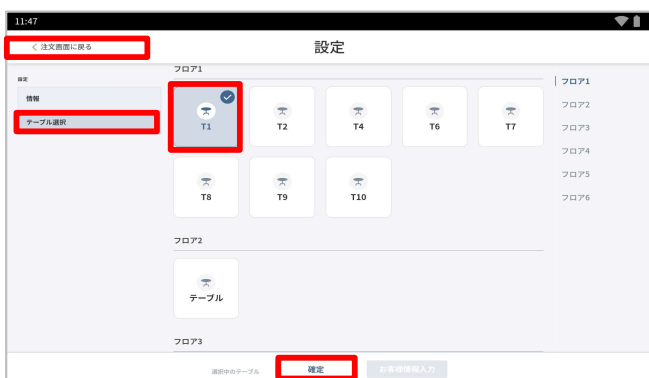 11:47
く 注文画面に戻る
設定
設定
情報
テーブル選択
フロア1
T1
T2
T4
T6
T7
T8
T9
T10
フロア2
テーブル
フロア3
フロア1
フロア2
フロア3
フロア4
フロア5
フロア6
選択中のテーブル
確定
お客様情報入力